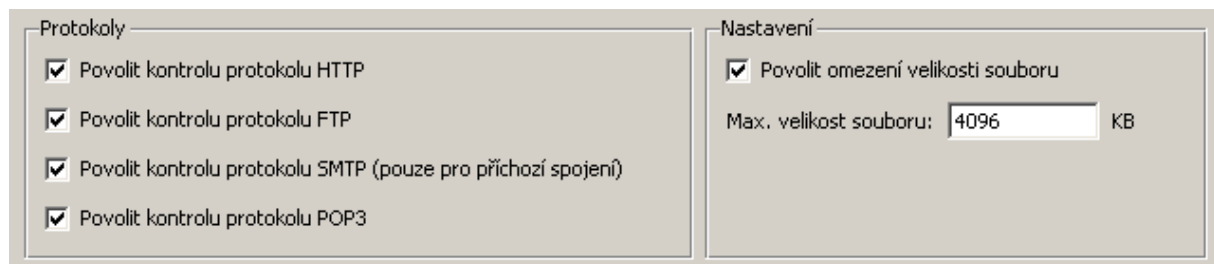 Protokoly
Povolit kontrolu protokolu HTTP
Povolit kontrolu protokolu FTP
Povolit kontrolu protokolu SMTP (pouze pro příchozí spojení)
Povolit kontrolu protokolu POP3
Nastavení
Povolit omezení velikosti souboru
Max. velikost souboru: 4096 KB